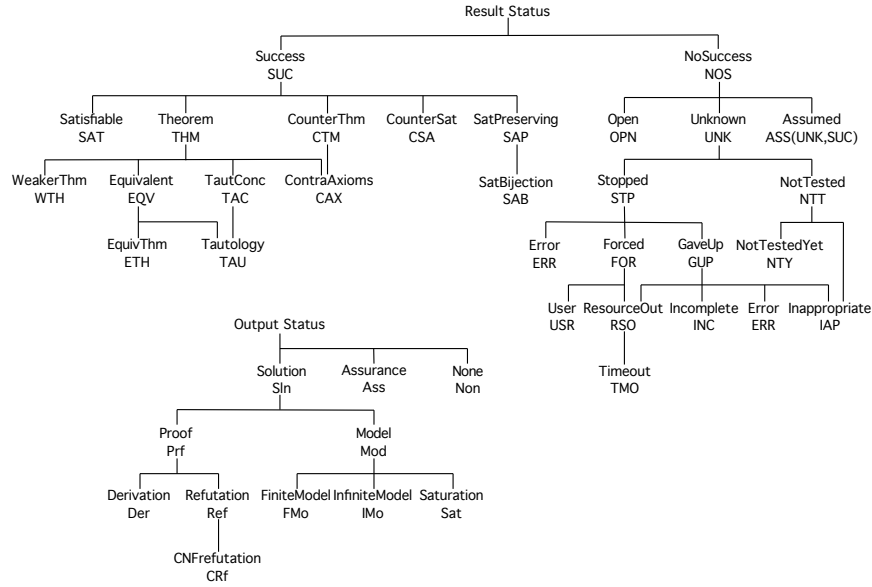 Result Status
Success
SUC
NoSuccess
NOS
Satisfiable
SAT
Theorem
THM
CounterThm
CTM
CounterSat
CSA
SatPreserving
SAP
Open
OPN
Unknown
UNK
Assumed
ASS(UNK,SUC)
WeakerThm
WTH
Equivalent
EQV
TautConc
TAC
ContraAxioms
CAX
SatBijection
SAB
Stopped
STP
NotTested
NTT
EquivThm
ETH
Tautology
TAU
Error
ERR
Forced
FOR
GaveUp
GUP
NotTestedYet
NTY
User
USR
ResourceOut
RSO
Incomplete
INC
Error
ERR
Inappropriate
IAP
Timeout
TMO
Output Status
Solution
Sln
Assurance
Ass
None
Non
Proof
Prf
Model
Mod
Derivation
Der
Refutation
Ref
FiniteModel
FMo
InfiniteModel
IMo
Saturation
Sat
CNFrefutation
CRf